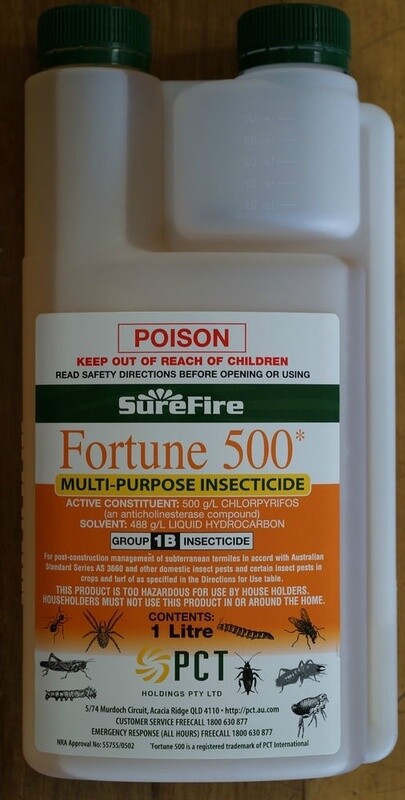 POISON
KEEP OUT OF REACH OF CHILDREN
READ SAFETY DIRECTIONS BEFORE OPENING OR USING
SureFire
Fortune 500*
MULTI-PURPOSE INSECTICIDE
ACTIVE CONSTITUENT: 500 g/L CHLORPYRIFOS
(an anticholinesterase compound)
SOLVENT: 488 g/L LIQUID HYDROCARBON
GROUP 1B INSECTICIDE
For post-construction management of subterranean termites in accord with Australian
Standard Series AS 3660 and other domestic insect pests and certain insect pests in
crops and turf of as specified in the Directions for Use table.
THIS PRODUCT IS TOO HAZARDOUS FOR USE BY HOUSE HOLDERS.
HOUSEHOLDERS MUST NOT USE THIS PRODUCT IN OR AROUND THE HOME.
CONTENTS:
1 Litre
PCT
HOLDINGS PTY LTD
5/74 Murdoch Circuit, Acacia Ridge QLD 4110 • http://pct.au.com
CUSTOMER SERVICE FREECALL 1800 630 877
EMERGENCY RESPONSE (ALL HOURS) FREECALL 1800 630 877
NRA Approval No: 55755/0502 *Fortune 500 is a registered trademark of PCT International